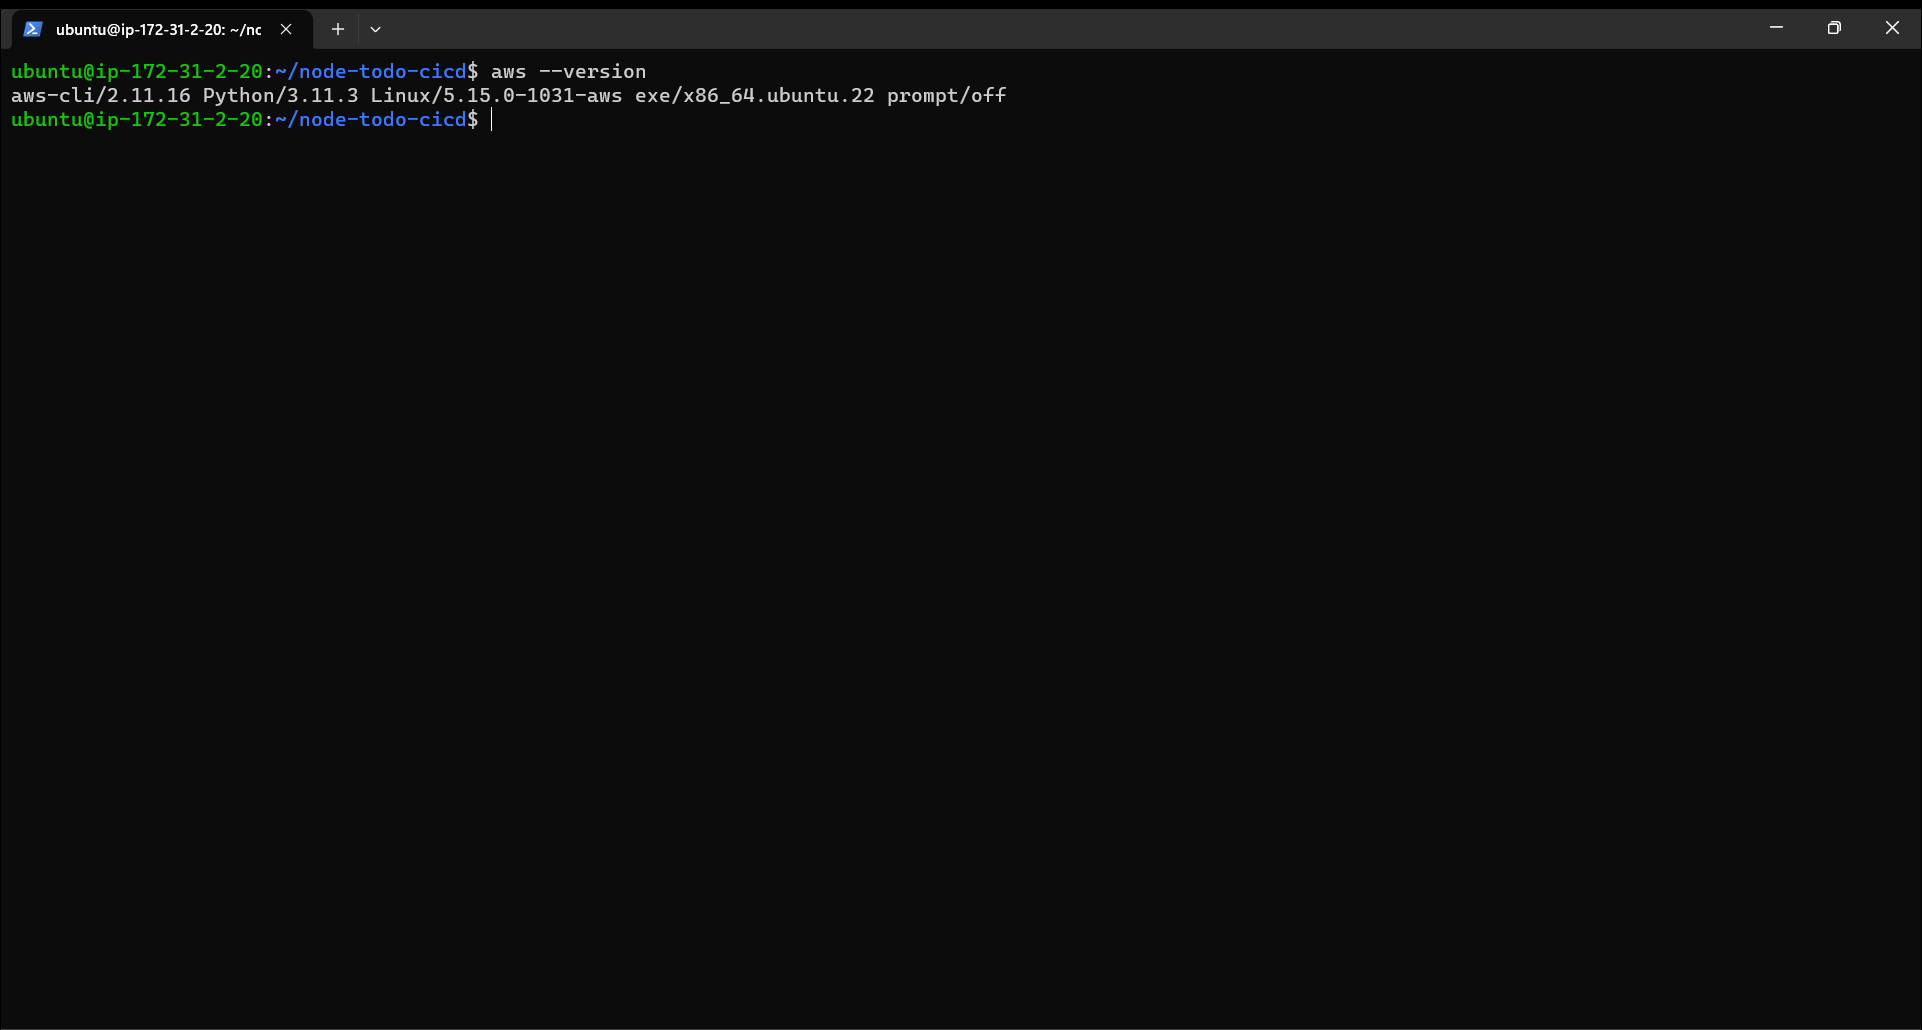 ubuntu@ip-172-31-2-20: ~/nc
ubuntu@ip-172-31-2-20:~/node-todo-cicd$ aws --version
aws-cli/2.11.16 Python/3.11.3 Linux/5.15.0-1031-aws exe/x86_64.ubuntu.22 prompt/off
ubuntu@ip-172-31-2-20:~/node-todo-cicd$